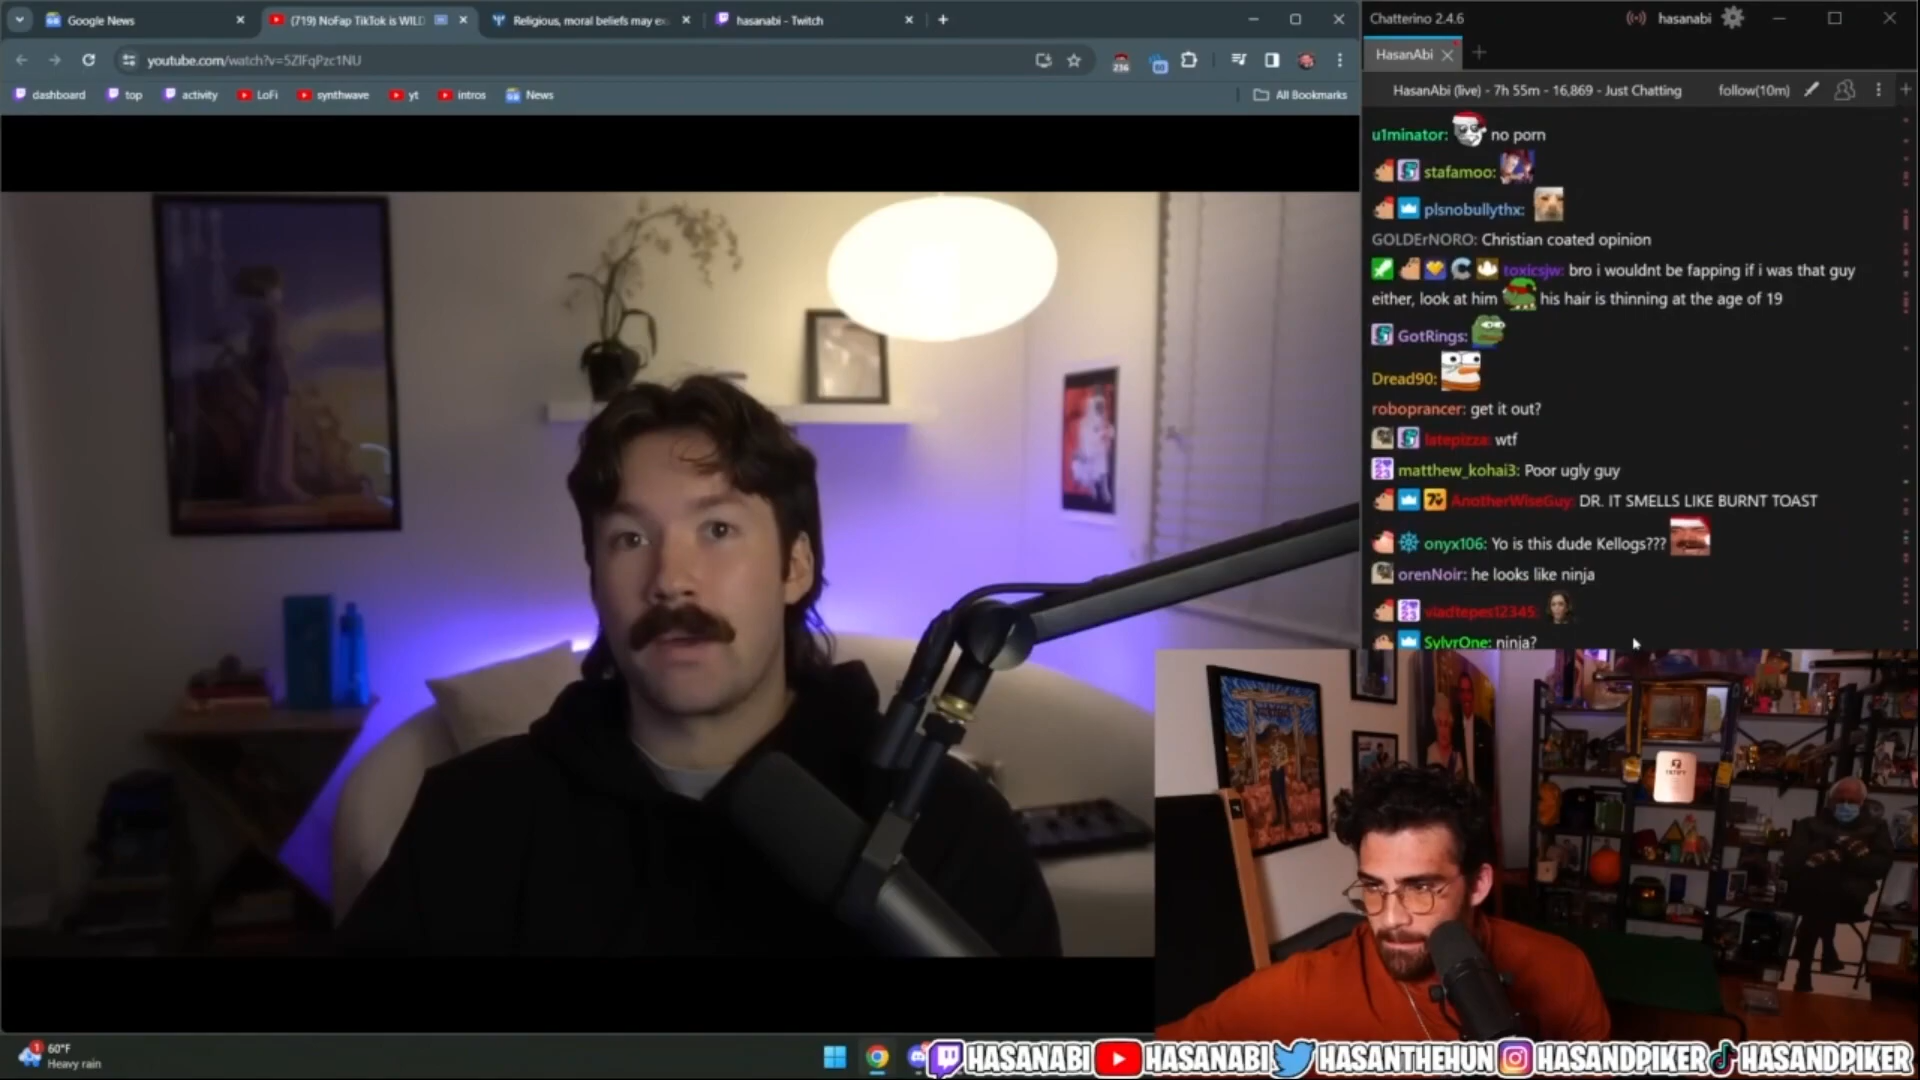 Google News
(719) NoFap TikTok is WILD
Religious, moral beliefs may ex
hasanabi - Twitch
youtube.com/watch?v=5ZlFqPzc1NU
236
dashboard
top
activity
LoFi
synthwave
yt
intros
News
All Bookmarks
Chatterino 2.4.6
hasanabi
HasanAbi
HasanAbi (live) - 7h 55m - 16,869 - Just Chatting
follow(10m)
u1minator: no porn
stafamoo:
plsnobullythx:
GOLDErNORO: Christian coated opinion
toxicsjw: bro i wouldnt be fapping if i was that guy
either, look at him his hair is thinning at the age of 19
GotRings:
Dread90:
roboprancer: get it out?
latepizza: wtf
matthew_kohai3: Poor ugly guy
AnotherWiseGuy: DR. IT SMELLS LIKE BURNT TOAST
onyx106: Yo is this dude Kellogs???
orenNoir: he looks like ninja
vladtepes12345:
SylvrOne: ninja?
1
60°F
Heavy rain
HASANABI
HASANABI
HASANTHEHUN
HASANDPIKER
HASANDPIKER